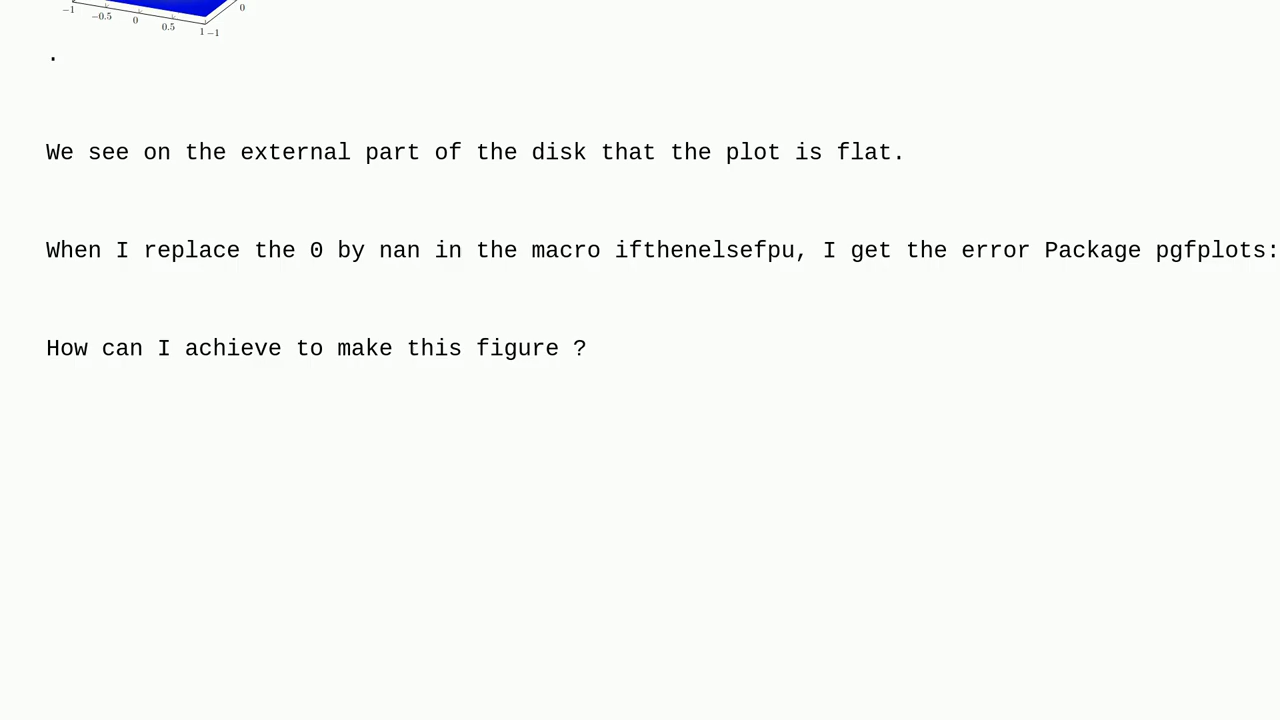 −1 −0.5 0 0.5 1 −1 0
.
We see on the external part of the disk that the plot is flat.
When I replace the 0 by nan in the macro ifthenelsefpu, I get the error Package pgfplots:
How can I achieve to make this figure ?